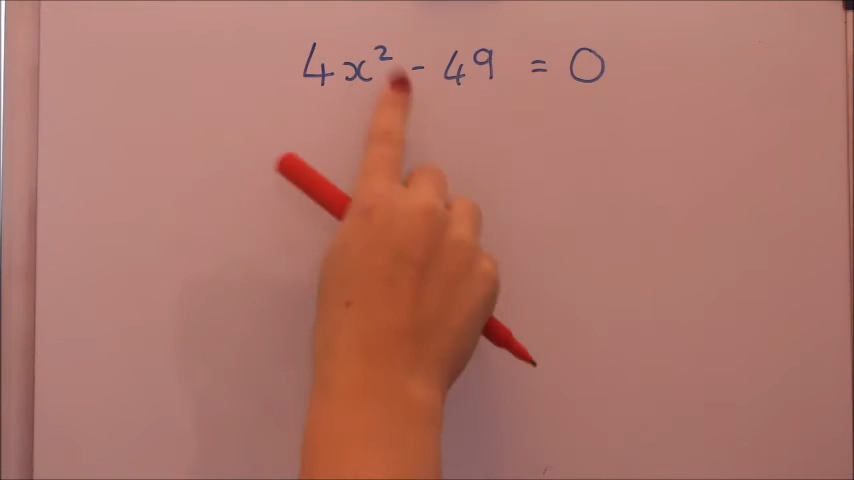 4x² - 49 = 0